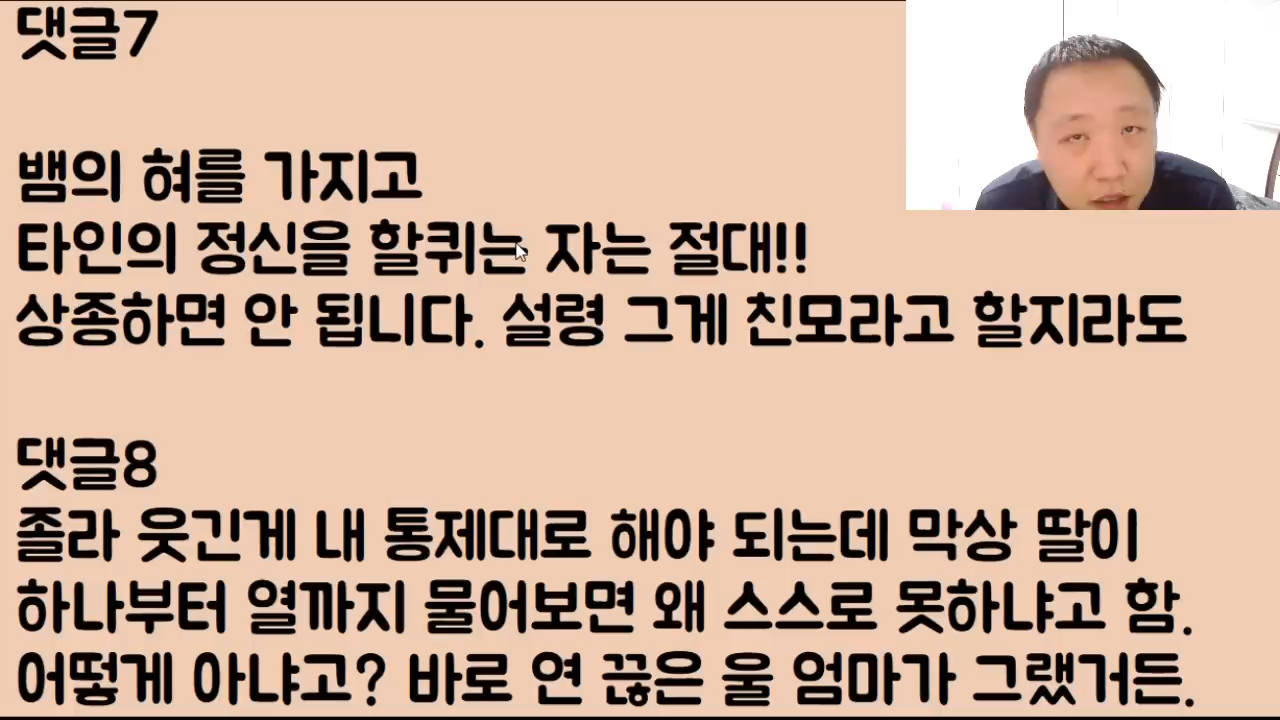 댓글7
뱀의 혀를 가지고
타인의 정신을 할퀴는 자는 절대!!
상종하면 안 됩니다. 설령 그게 친모라고 할지라도
댓글8
졸라 웃긴게 내 통제대로 해야 되는데 막상 딸이
하나부터 열까지 물어보면 왜 스스로 못하냐고 함.
어떻게 아냐고? 바로 연 끊은 울 엄마가 그랬거든.